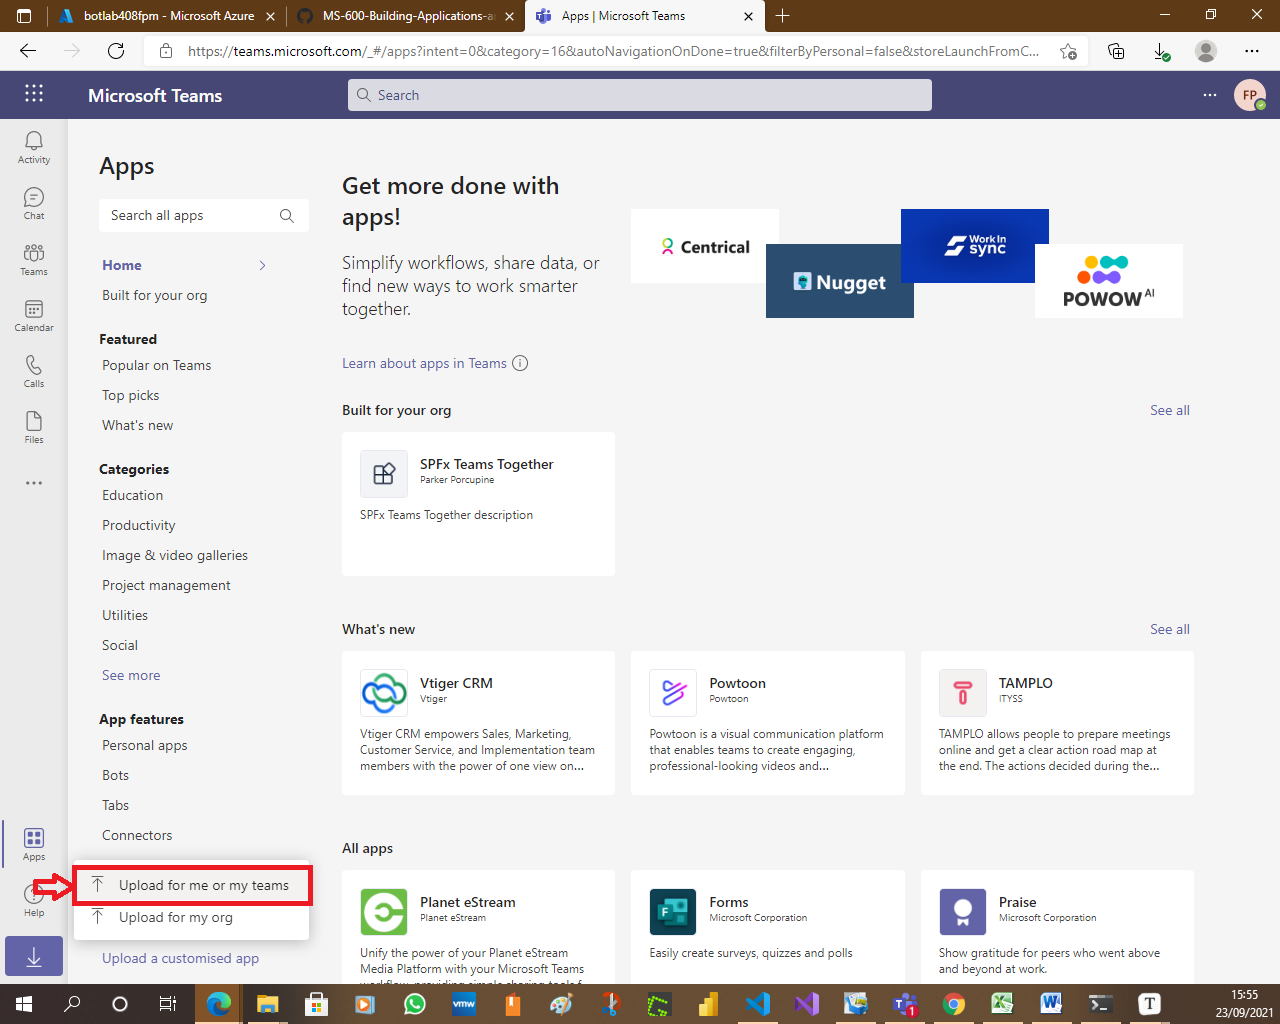 botlab408fpm - Microsoft Azure
MS-600-Building-Applications-a
Apps | Microsoft Teams
https://teams.microsoft.com/_#/apps?intent=0&category=16&autoNavigationOnDone=true&filterByPersonal=false&storeLaunchFromC...
Microsoft Teams
Search
FP
Activity
Chat
Teams
Calendar
Calls
Files
Apps
Help
Apps
Search all apps
Home
Built for your org
Featured
Popular on Teams
Top picks
What's new
Categories
Education
Productivity
Image & video galleries
Project management
Utilities
Social
See more
App features
Personal apps
Bots
Tabs
Connectors
Upload for me or my teams
Upload for my org
Upload a customised app
Get more done with
apps!
Simplify workflows, share data, or
find new ways to work smarter
together.
Learn about apps in Teams
Centrical
Nugget
Work In
sync
POWOW AI
Built for your org
See all
SPFx Teams Together
Parker Porcupine
SPFx Teams Together description
What's new
See all
Vtiger CRM
Vtiger
Vtiger CRM empowers Sales, Marketing,
Customer Service, and Implementation team
members with the power of one view on...
Powtoon
Powtoon
Powtoon is a visual communication platform
that enables teams to create engaging,
professional-looking videos and...
TAMPLO
ITYSS
TAMPLO allows people to prepare meetings
online and get a clear action road map at
the end. The actions decided during the...
All apps
Planet eStream
Planet eStream
Unify the power of your Planet eStream
Media Platform with your Microsoft Teams
workflow, providing simple sharing tools f
Forms
Microsoft Corporation
Easily create surveys, quizzes and polls
Praise
Microsoft Corporation
Show gratitude for peers who went above
and beyond at work.
vmw
1
T
15:55
23/09/2021